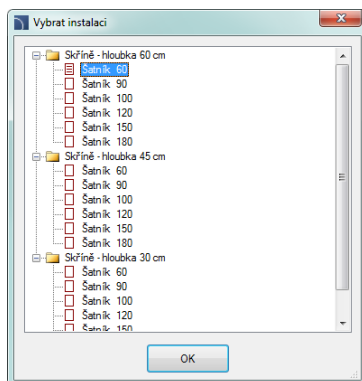 Vybrat instalaci
Skříně - hloubka 60 cm
Šatník 60
Šatník 90
Šatník 100
Šatník 120
Šatník 150
Šatník 180
Skříně - hloubka 45 cm
Šatník 60
Šatník 90
Šatník 100
Šatník 120
Šatník 150
Šatník 180
Skříně - hloubka 30 cm
Šatník 60
Šatník 90
Šatník 100
Šatník 120
Šatník 150
OK